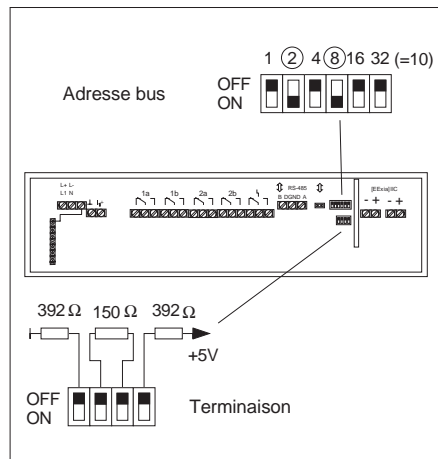 1 2 4 8 16 32 (=10)
Adresse bus
OFF
ON
L+ L-
L1 N
1a 1b 2a 2b
RS-485
B DGND A
[EExia]IIC
- + - +
392 Ω 150 Ω 392 Ω
+5V
OFF
ON
Terminaison